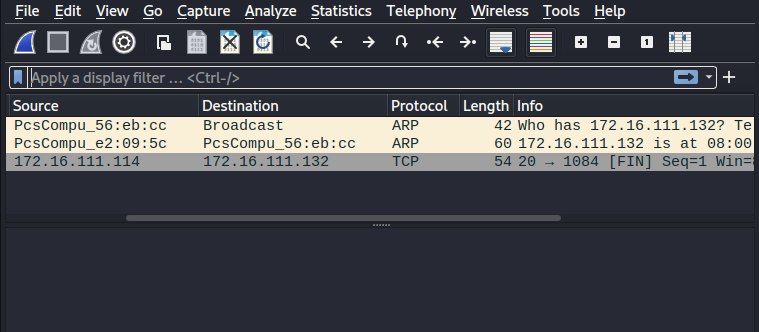 File Edit View Go Capture Analyze Statistics Telephony Wireless Tools Help
Apply a display filter ... <Ctrl-/>
Source Destination Protocol Length Info
PcsCompu_56:eb:cc Broadcast ARP 42 Who has 172.16.111.132? Te
PcsCompu_e2:09:5c PcsCompu_56:eb:cc ARP 60 172.16.111.132 is at 08:00
172.16.111.114 172.16.111.132 TCP 54 20 → 1084 [FIN] Seq=1 Win=